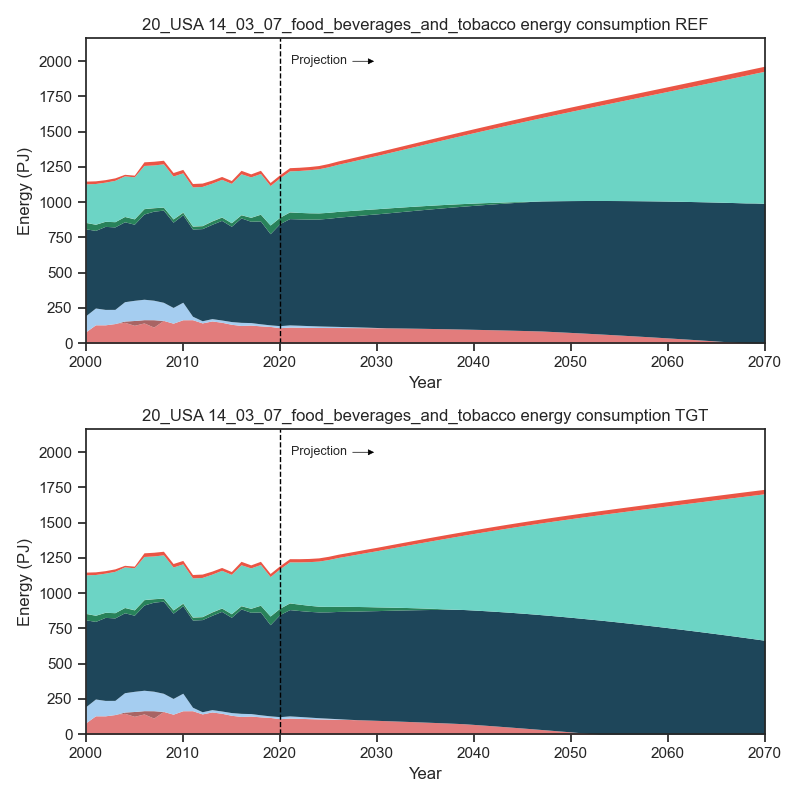 20_USA 14_03_07_food_beverages_and_tobacco energy consumption REF
Energy (PJ)
2000
1750
1500
1250
1000
750
500
250
0
Projection
2000 2010 2020 2030 2040 2050 2060 2070
Year
20_USA 14_03_07_food_beverages_and_tobacco energy consumption TGT
Energy (PJ)
2000
1750
1500
1250
1000
750
500
250
0
Projection
2000 2010 2020 2030 2040 2050 2060 2070
Year